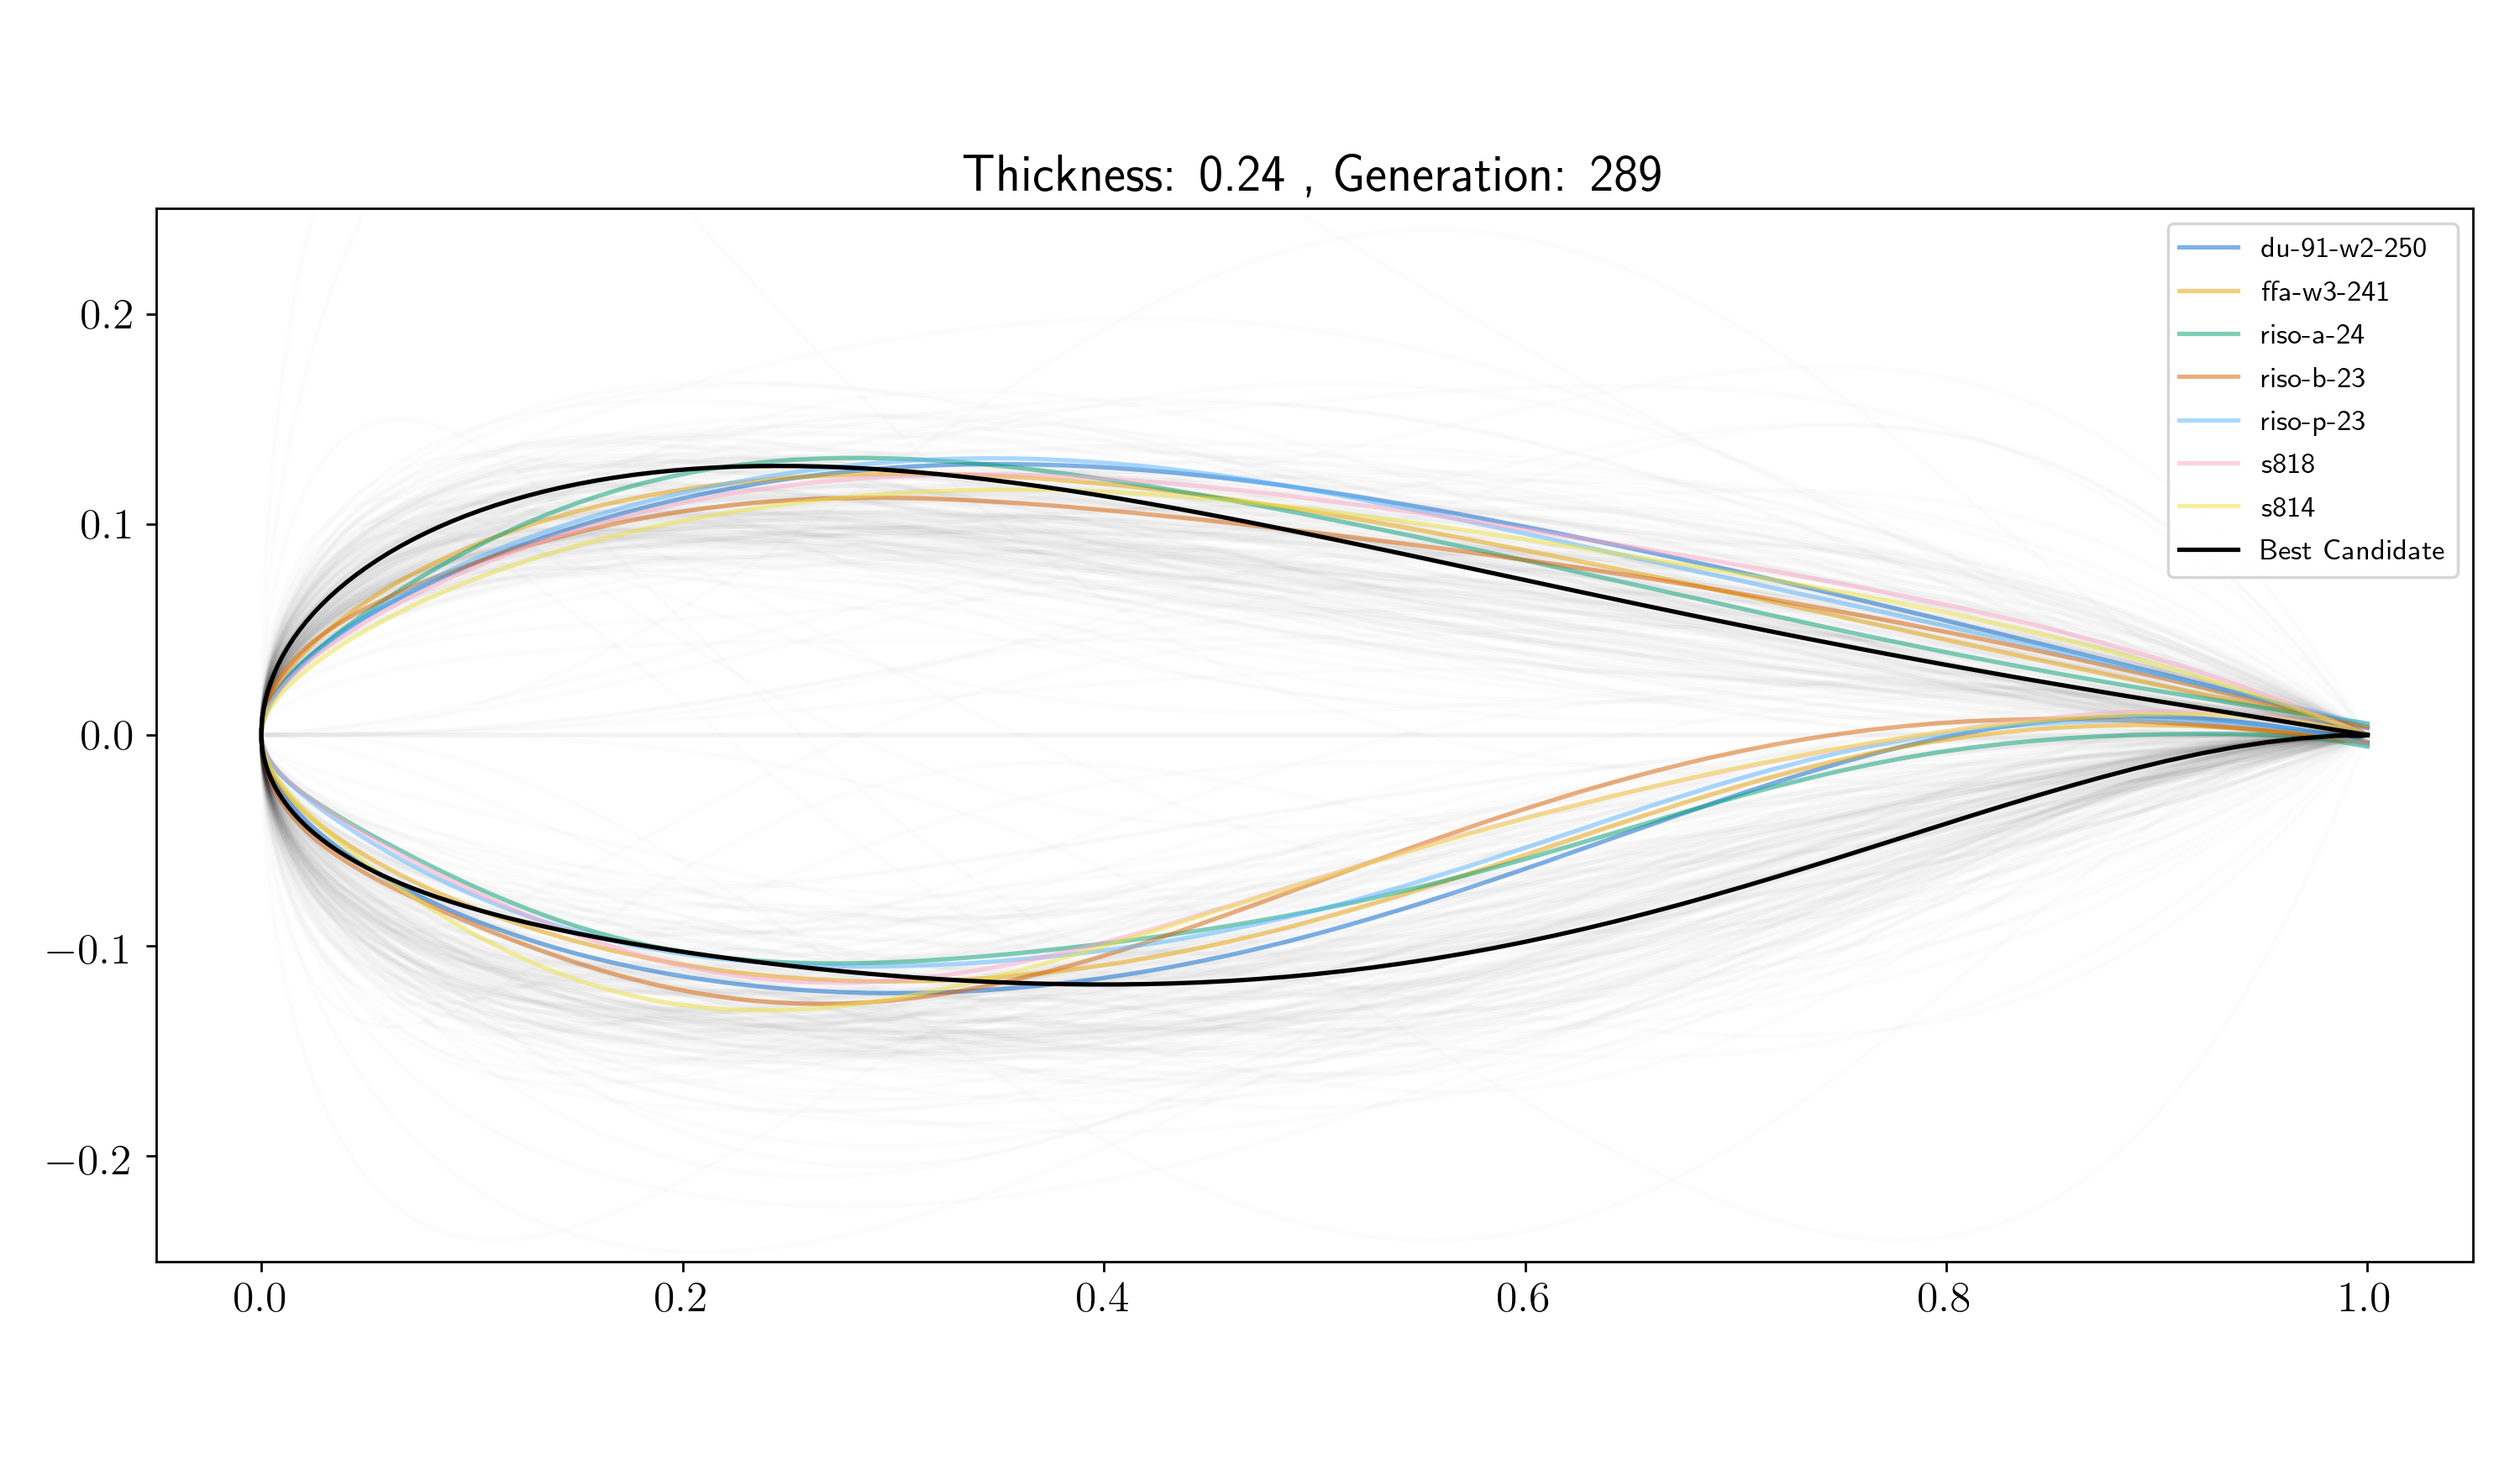 Thickness: 0.24 , Generation: 289
du-91-w2-250
ffa-w3-241
riso-a-24
riso-b-23
riso-p-23
s818
s814
Best Candidate
0.2
0.1
0.0
−0.1
−0.2
0.0 0.2 0.4 0.6 0.8 1.0